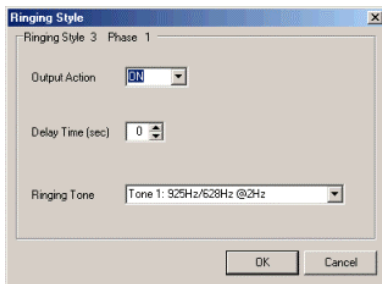 Ringing Style
Ringing Style 3 Phase 1
Output Action ON
Delay Time (sec) 0
Ringing Tone Tone 1: 925Hz/628Hz @2Hz
OK Cancel